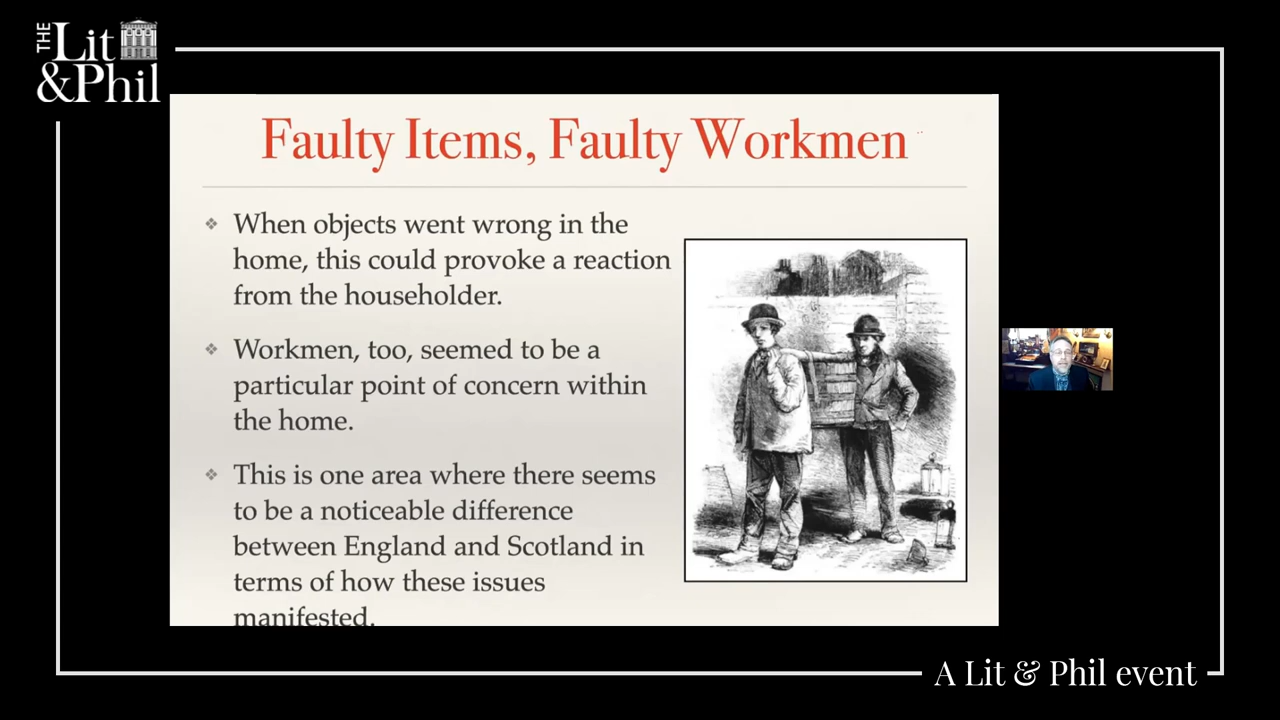 THE
Lit
&Phil
Faulty Items, Faulty Workmen
When objects went wrong in the
home, this could provoke a reaction
from the householder.
Workmen, too, seemed to be a
particular point of concern within
the home.
This is one area where there seems
to be a noticeable difference
between England and Scotland in
terms of how these issues
manifested.
A Lit & Phil event